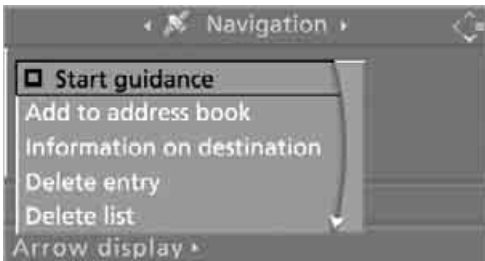 Navigation
Start guidance
Add to address book
Information on destination
Delete entry
Delete list
Arrow display